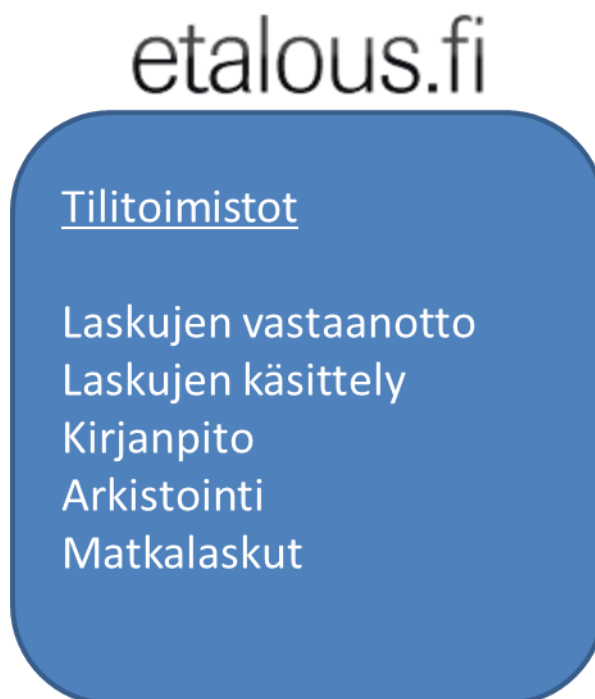 etalous.fi
Tilitoimistot
Laskujen vastaanotto
Laskujen käsittely
Kirjanpito
Arkistointi
Matkalaskut